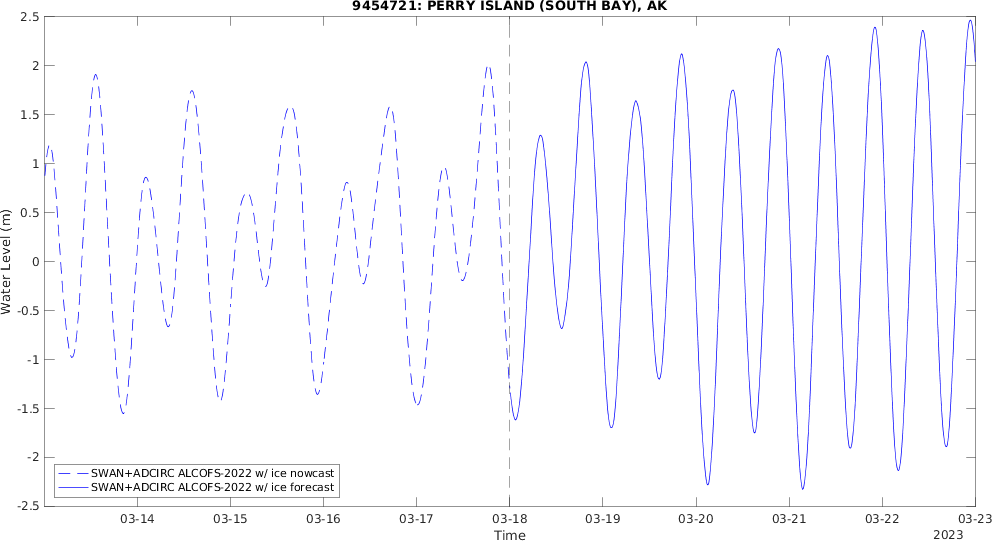 9454721: PERRY ISLAND (SOUTH BAY), AK
2.5
2
1.5
1
0.5
0
-0.5
-1
-1.5
-2
-2.5
Water Level (m)
SWAN+ADCIRC ALCOFS-2022 w/ ice nowcast
SWAN+ADCIRC ALCOFS-2022 w/ ice forecast
03-14 03-15 03-16 03-17 03-18 03-19 03-20 03-21 03-22 03-23
Time
2023